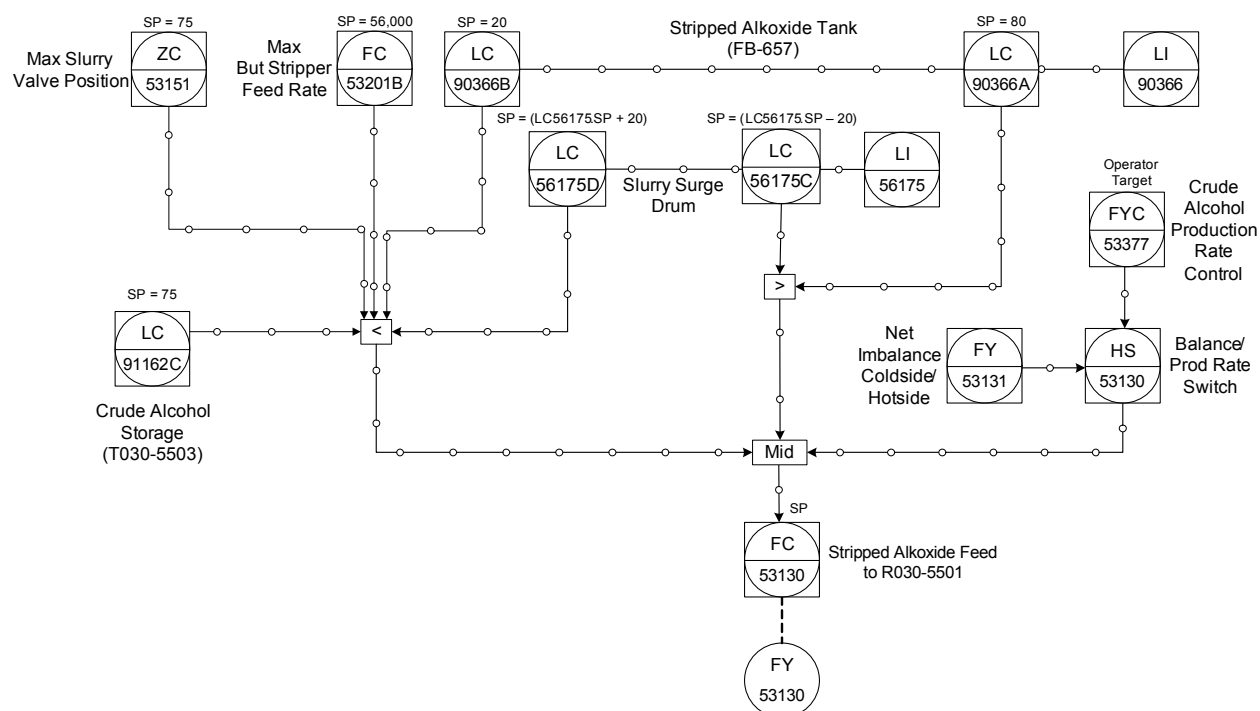 SP = 75
ZC
53151
Max Slurry
Valve Position
SP = 56,000
FC
53201B
Max
But Stripper
Feed Rate
SP = 20
LC
90366B
Stripped Alkoxide Tank
(FB-657)
SP = 80
LC
90366A
LI
90366
SP = (LC56175.SP + 20)
LC
56175D
Slurry Surge
Drum
SP = (LC56175.SP – 20)
LC
56175C
LI
56175
Operator
Target
FYC
53377
Crude
Alcohol
Production
Rate
Control
>
SP = 75
LC
91162C
Crude Alcohol
Storage
(T030-5503)
<
Net
Imbalance
Coldside/
Hotside
FY
53131
HS
53130
Balance/
Prod Rate
Switch
Mid
SP
FC
53130
Stripped Alkoxide Feed
to R030-5501
FY
53130